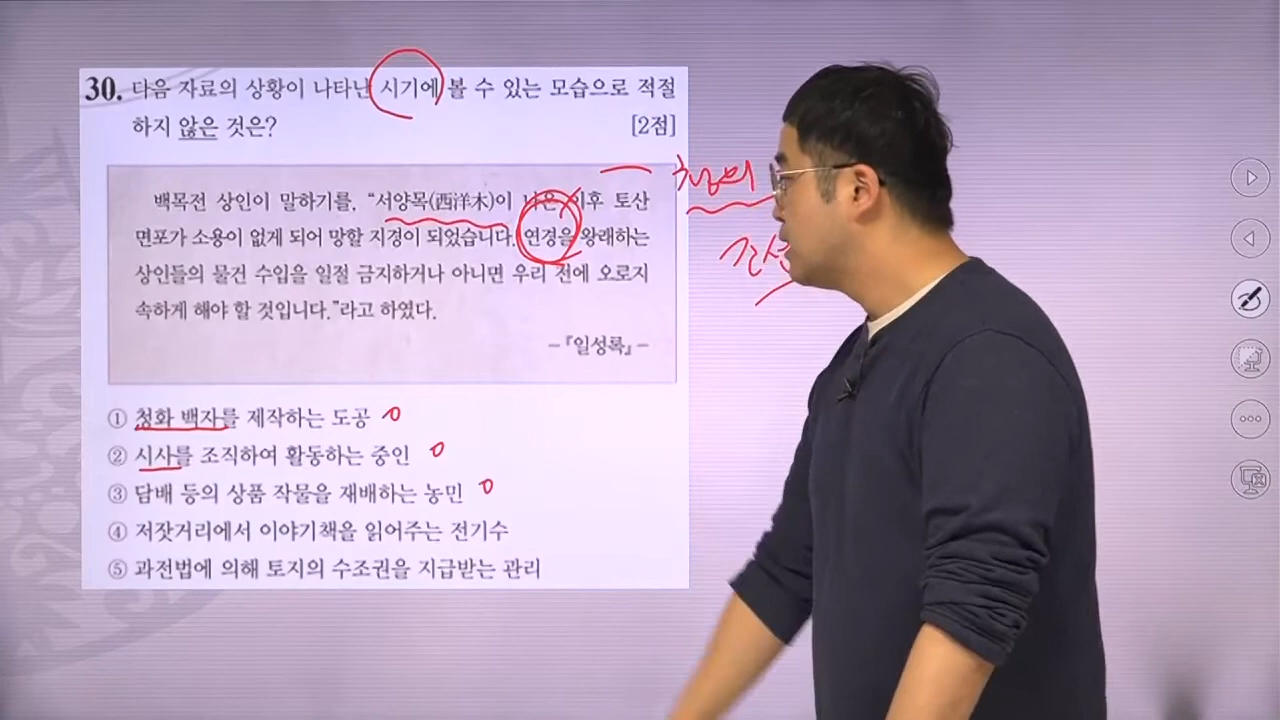 30. 다음 자료의 상황이 나타난 시기에 볼 수 있는 모습으로 적절
하지 않은 것은? [2점]
백목전 상인이 말하기를, "서양목(西洋木)이 나온 이후 토산
면포가 소용이 없게 되어 망할 지경이 되었습니다. 연경을 왕래하는
상인들의 물건 수입을 일절 금지하거나 아니면 우리 전에 오로지
속하게 해야 할 것입니다."라고 하였다.
-『일성록』-
① 청화 백자를 제작하는 도공
② 시사를 조직하여 활동하는 중인
③ 담배 등의 상품 작물을 재배하는 농민
④ 저잣거리에서 이야기책을 읽어주는 전기수
⑤ 과전법에 의해 토지의 수조권을 지급받는 관리